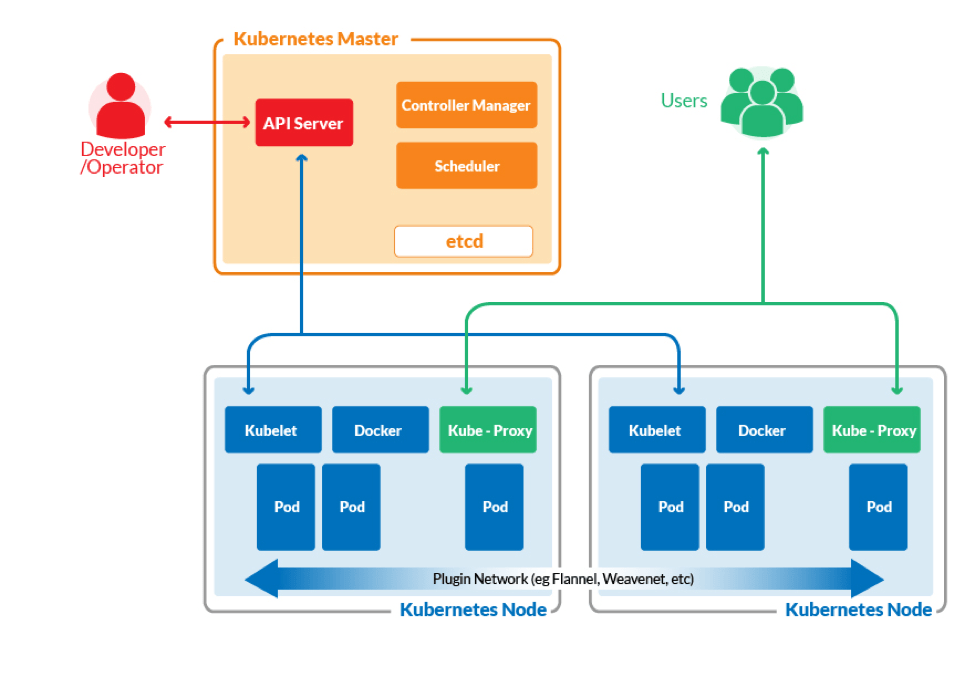 Kubernetes Master
Developer
/Operator
API Server
Controller Manager
Scheduler
etcd
Users
Kubelet
Docker
Kube - Proxy
Pod
Pod
Pod
Kubelet
Docker
Kube - Proxy
Pod
Pod
Pod
Plugin Network (eg Flannel, Weavenet, etc)
Kubernetes Node
Kubernetes Node